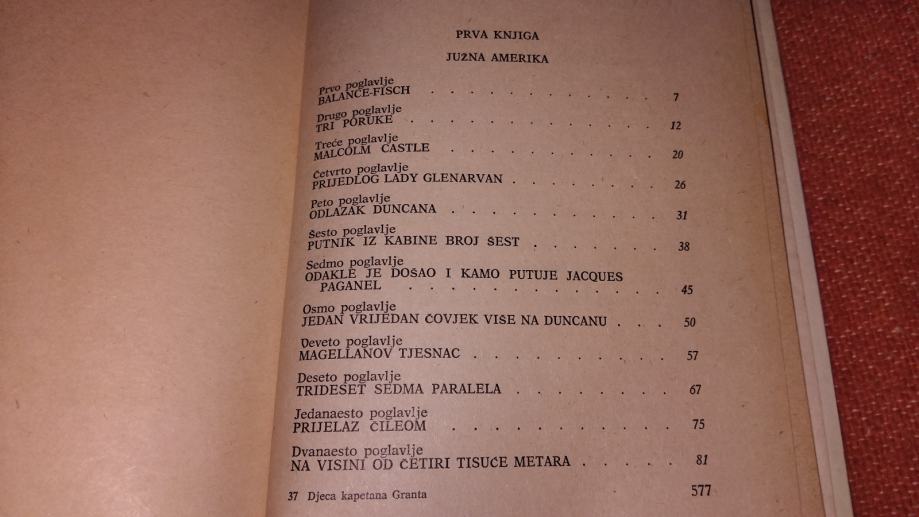 PRVA KNJIGA
JUŽNA AMERIKA
Prvo poglavlje
BALANCE-FISCH . . . . . . . . . . . . 7
Drugo poglavlje
TRI PORUKE . . . . . . . . . . . . . 12
Treće poglavlje
MALCOLM CASTLE . . . . . . . . . . . 20
Četvrto poglavlje
PRIJEDLOG LADY GLENARVAN . . . . . . . . 26
Peto poglavlje
ODLAZAK DUNCANA . . . . . . . . . . . 31
Šesto poglavlje
PUTNIK IZ KABINE BROJ ŠEST . . . . . . . 38
Sedmo poglavlje
ODAKLE JE DOŠAO I KAMO PUTUJE JACQUES
PAGANEL . . . . . . . . . . . . 45
Osmo poglavlje
JEDAN VRIJEDAN ČOVJEK VIŠE NA DUNCANU . . . 50
Deveto poglavlje
MAGELLANOV TJESNAC . . . . . . . . . . 57
Deseto poglavlje
TRIDESET SEDMA PARALELA . . . . . . . . 67
Jedanaesto poglavlje
PRIJELAZ ČILEOM . . . . . . . . . . . 75
Dvanaesto poglavlje
NA VISINI OD ČETIRI TISUĆE METARA . . . . . 81
37 Djeca kapetana Granta 577